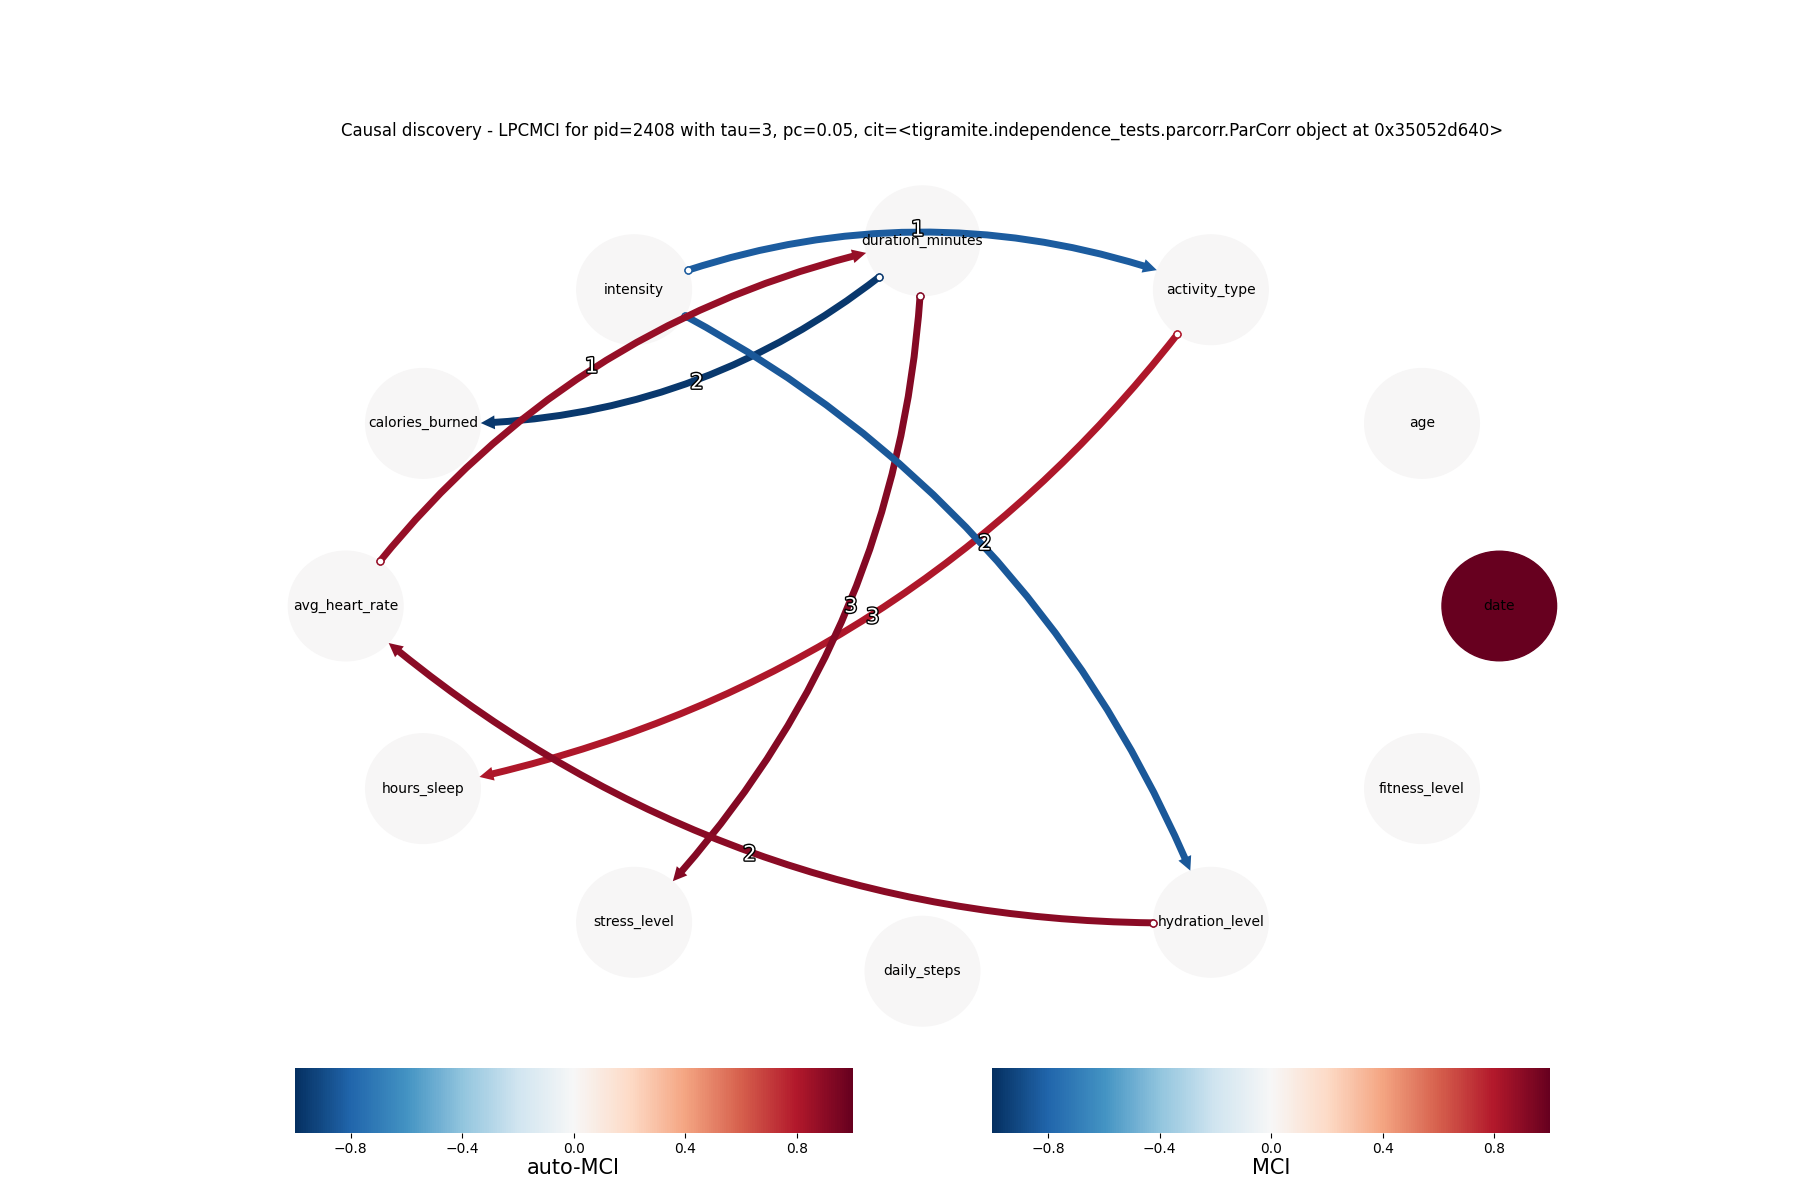 Causal discovery - LPCMCI for pid=2408 with tau=3, pc=0.05, cit=<tigramite.independence_tests.parcorr.ParCorr object at 0x35052d640>
1
duration_minutes
intensity
activity_type
1
2
calories_burned
age
2
avg_heart_rate
3
3
date
hours_sleep
fitness_level
2
stress_level
hydration_level
daily_steps
−0.8 −0.4 0.0 0.4 0.8
auto-MCI
−0.8 −0.4 0.0 0.4 0.8
MCI